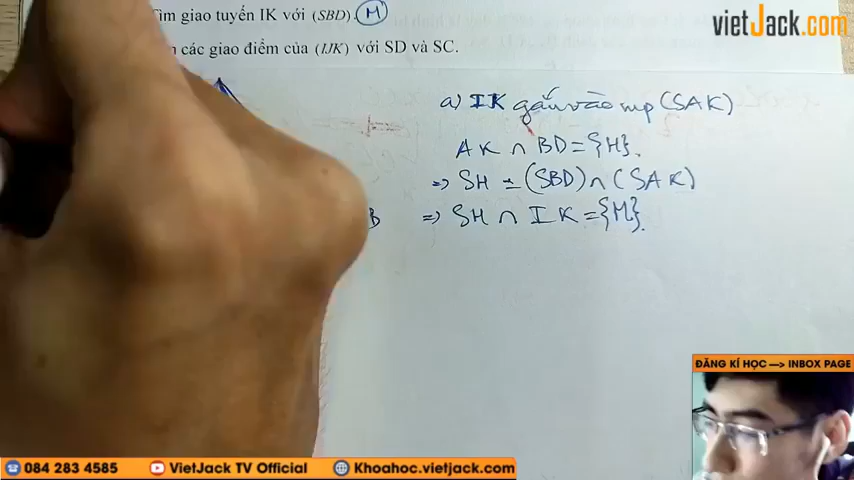 Tìm giao tuyến IK với (SBD). M
các giao điểm của (IJK) với SD và SC.
vietJack.com
a) IK gắn vào mp (SAK)
AK ∩ BD = {H}.
=> SH = (SBD) ∩ (SAK)
B
=> SH ∩ IK = {M}.
ĐĂNG KÍ HỌC —> INBOX PAGE
084 283 4585 VietJack TV Official Khoahoc.vietjack.com